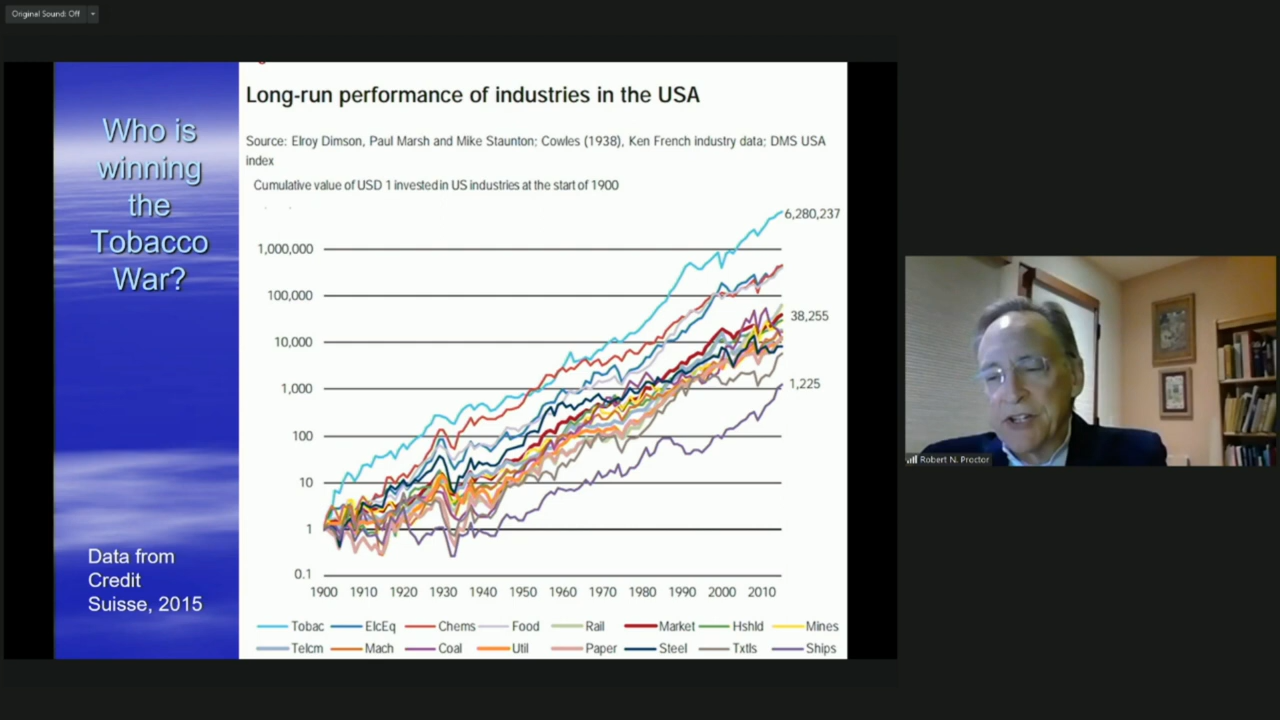 Original Sound: Off
Who is
winning
the
Tobacco
War?
Data from
Credit
Suisse, 2015
Long-run performance of industries in the USA
Source: Elroy Dimson, Paul Marsh and Mike Staunton; Cowles (1938), Ken French industry data; DMS USA
index
Cumulative value of USD 1 invested in US industries at the start of 1900
6,280,237
1,000,000
100,000
38,255
10,000
1,225
1,000
100
10
1
0.1
1900 1910 1920 1930 1940 1950 1960 1970 1980 1990 2000 2010
Tobac ElcEq Chems Food Rail Market Hshld Mines
Telcm Mach Coal Util Paper Steel Txtls Ships
Robert N. Proctor